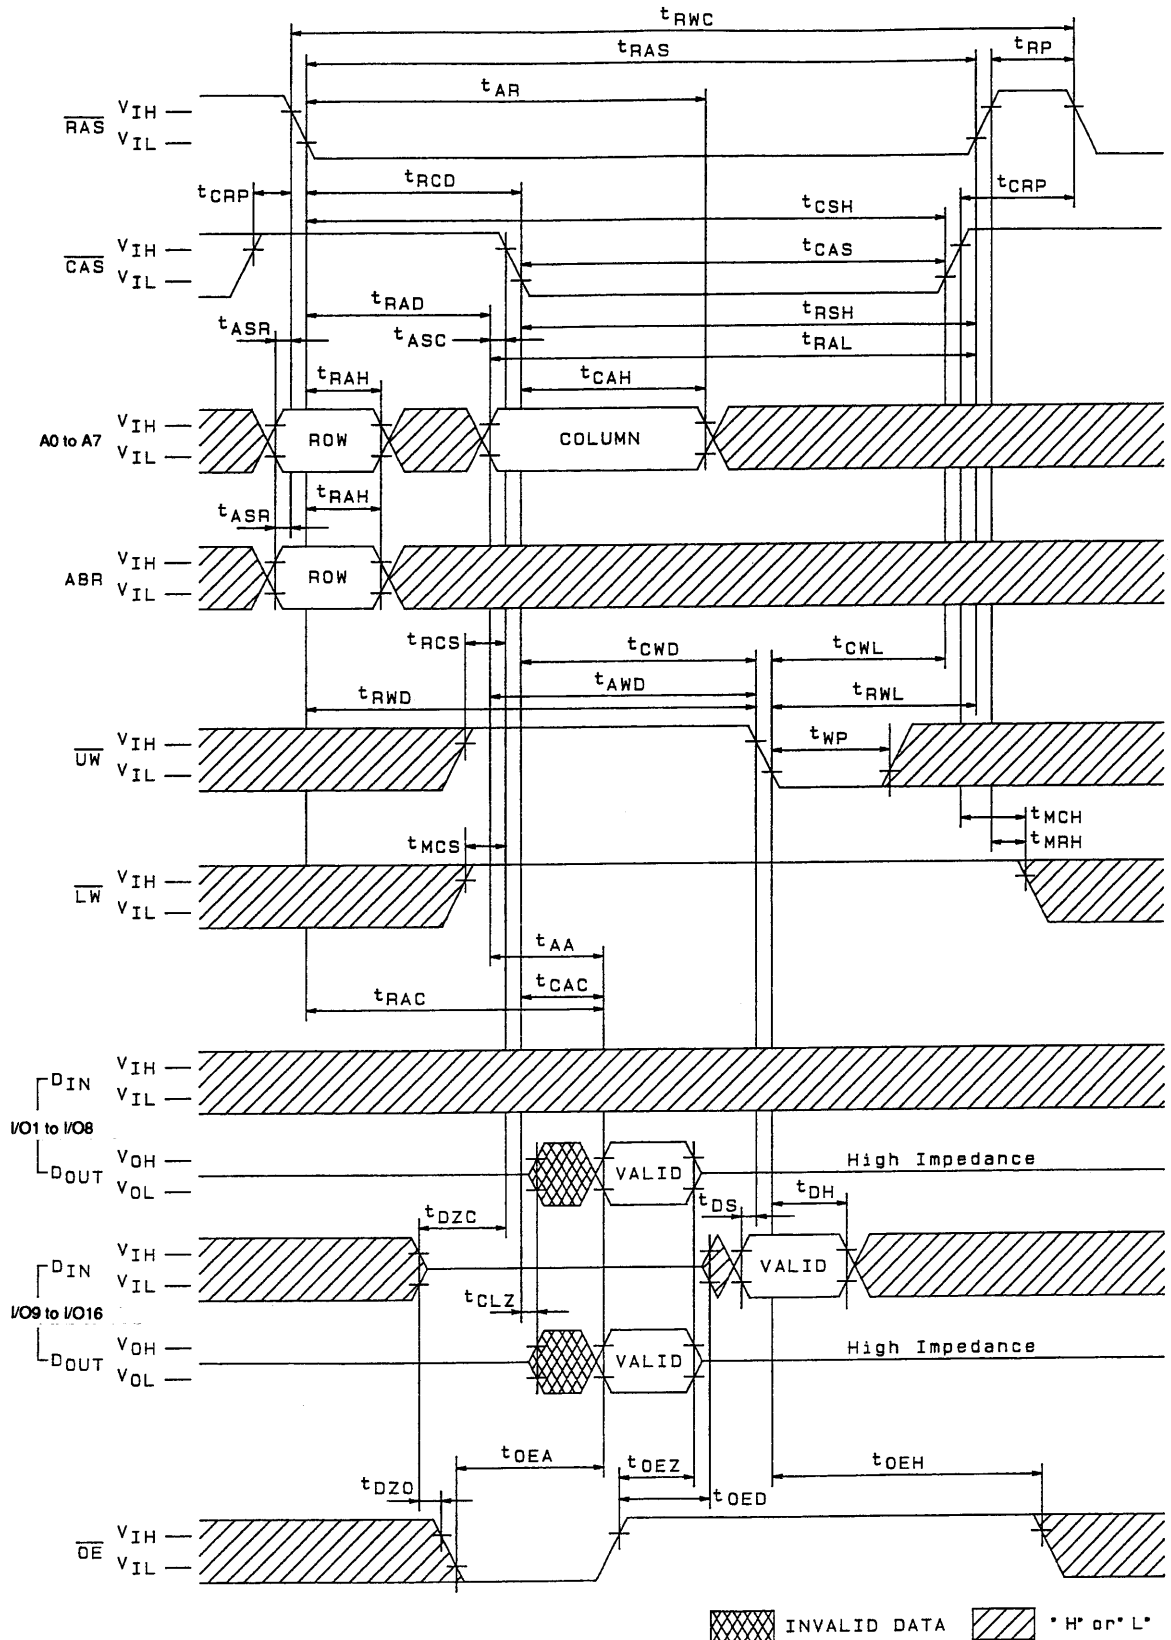 tRWC
tRAS
tRP
tAR
RAS
VIH
VIL
tCRP
tRCD
tCRP
tCSH
CAS
VIH
VIL
tCAS
tRAD
tRSH
tASR
tASC
tRAL
tRAH
tCAH
A0 to A7
VIH
VIL
ROW
COLUMN
tASR
tRAH
A8R
VIH
VIL
ROW
tRCS
tCWD
tCWL
tAWD
tRWD
tRWL
UW
VIH
VIL
tWP
tMCH
tMCS
tMRH
LW
VIH
VIL
tAA
tCAC
tRAC
DIN
VIH
VIL
I/O1 to I/O8
DOUT
VOH
VOL
VALID
High Impedance
tDS
tDH
tDZC
DIN
VIH
VIL
VALID
I/O9 to I/O16
tCLZ
DOUT
VOH
VOL
VALID
High Impedance
tOEA
tOEZ
tOEH
tDZO
tOED
OE
VIH
VIL
INVALID DATA
"H" or "L"